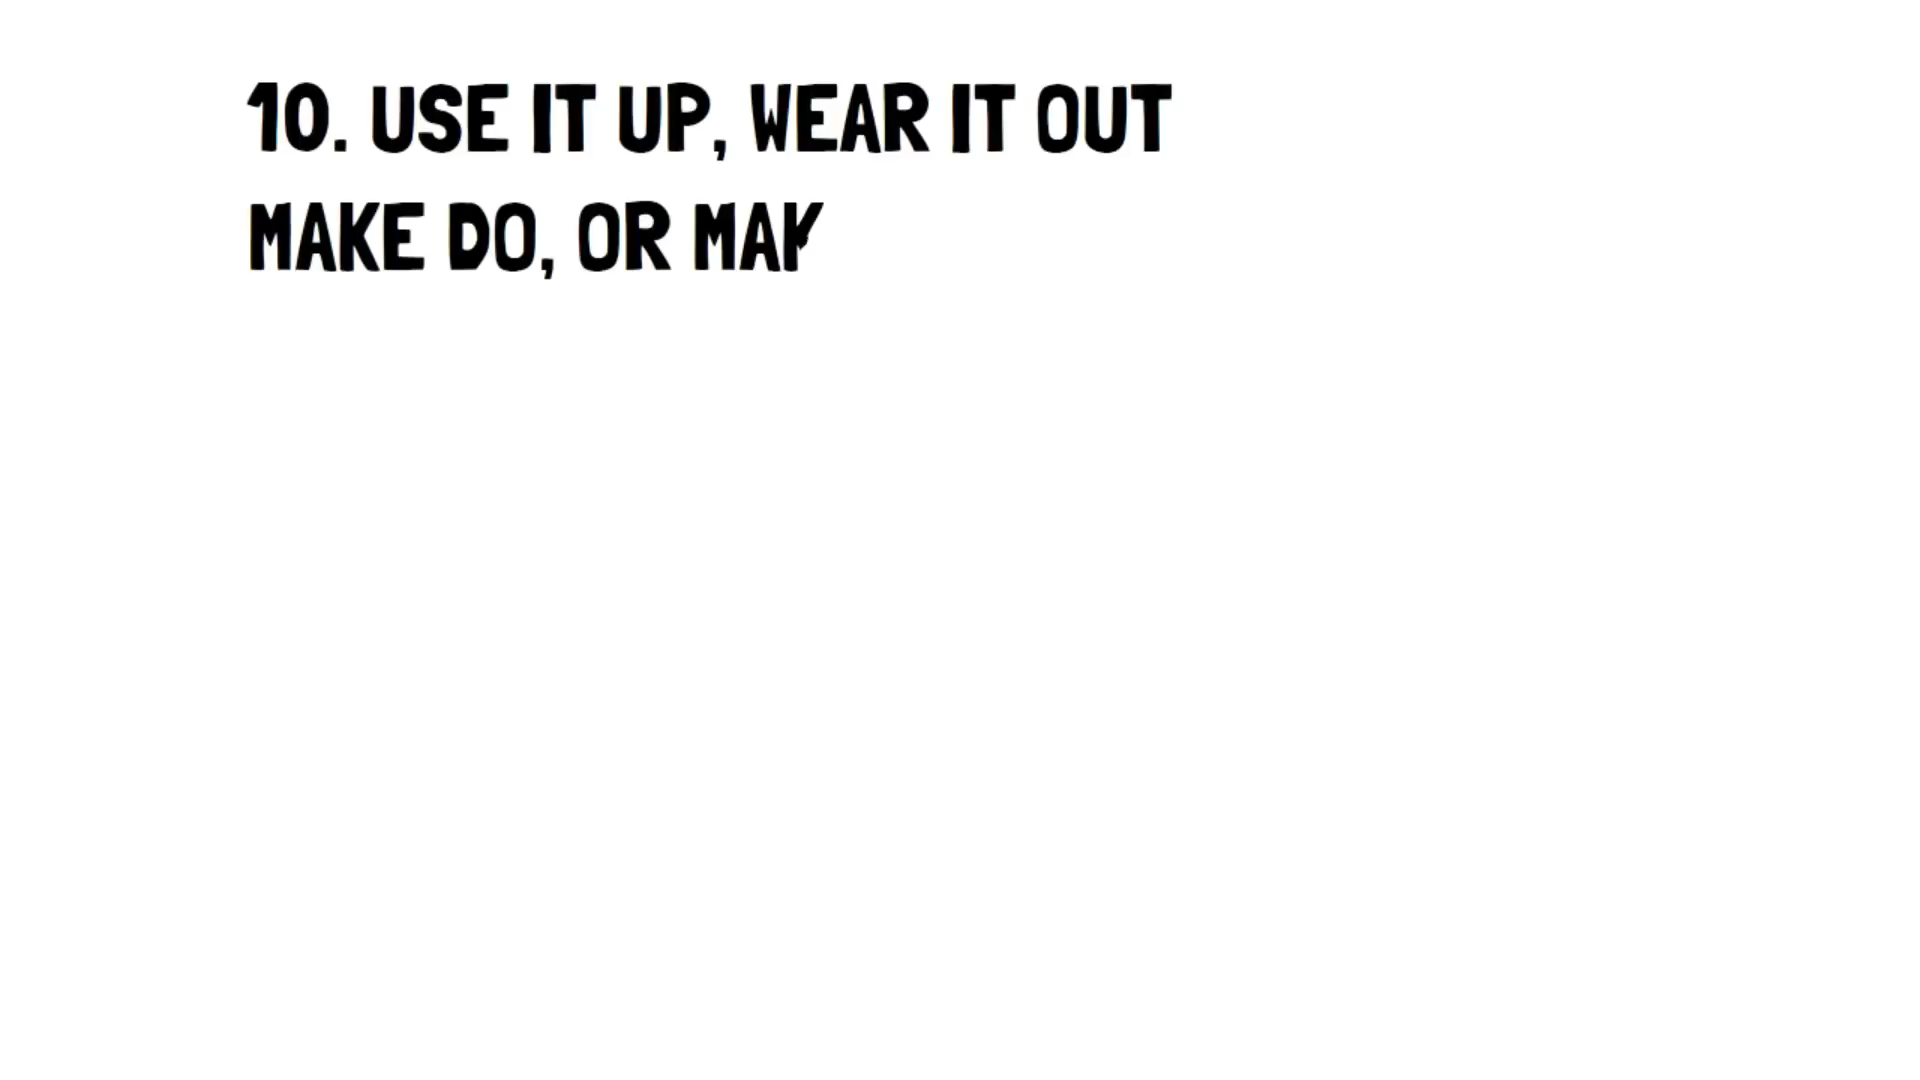 10. USE IT UP, WEAR IT OUT
MAKE DO, OR MAK